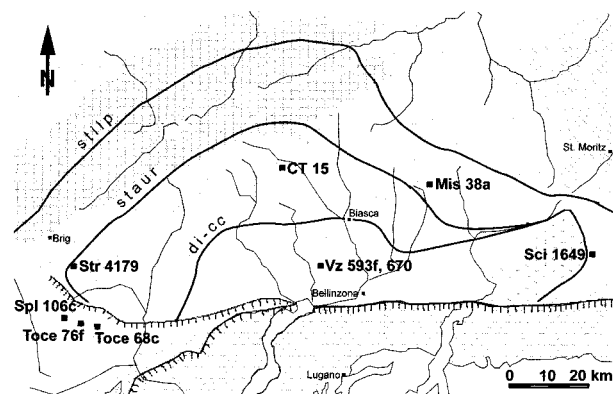 N
stilp
staur
CT 15
St. Moritz
Mis 38a
Biasca
di-cc
Brig
Str 4179
Vz 593f, 670
Sci 1649
Bellinzona
Spl 106c
Toce 76f
Toce 68c
Lugano
0 10 20 km